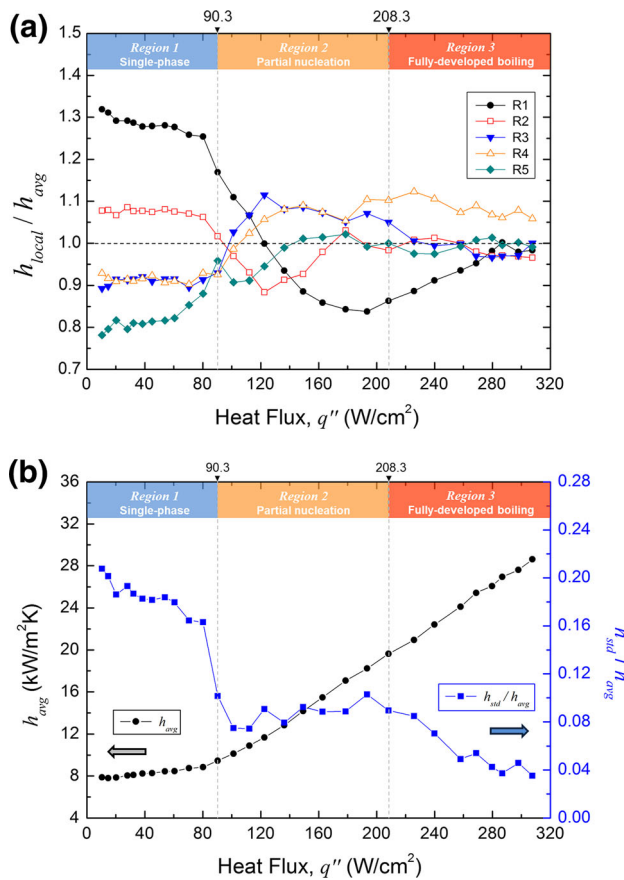 (a)
90.3
208.3
Region 1
Single-phase
Region 2
Partial nucleation
Region 3
Fully-developed boiling
1.5
1.4
1.3
1.2
1.1
1.0
0.9
0.8
0.7
h_local / h_avg
R1
R2
R3
R4
R5
0 40 80 120 160 200 240 280 320
Heat Flux, q'' (W/cm²)
(b)
90.3
208.3
Region 1
Single-phase
Region 2
Partial nucleation
Region 3
Fully-developed boiling
36
32
28
24
20
16
12
8
4
0
h_avg (kW/m²K)
h_avg
h_std / h_avg
0.28
0.24
0.20
0.16
0.12
0.08
0.04
0.00
h_std / h_avg
0 40 80 120 160 200 240 280 320
Heat Flux, q'' (W/cm²)